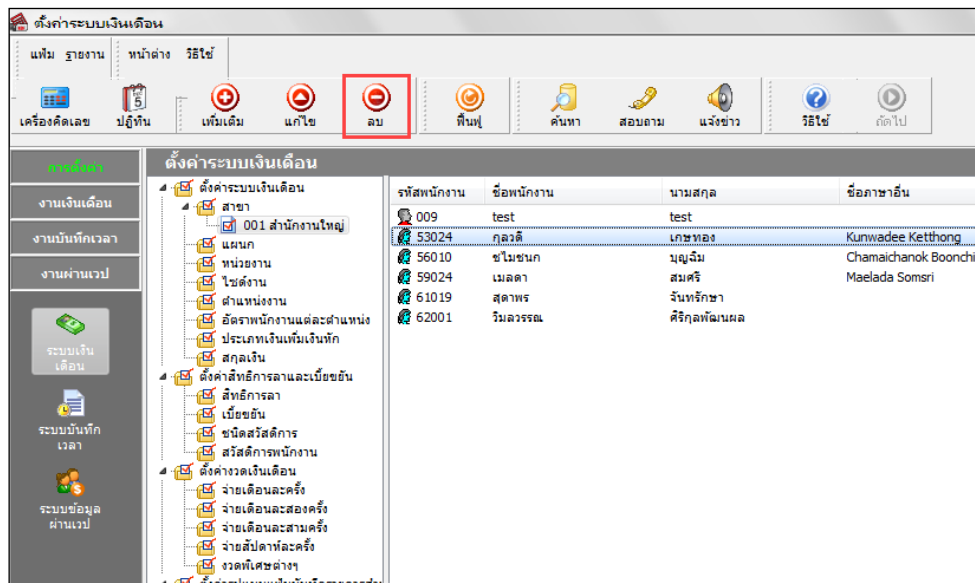 ตั้งค่าระบบเงินเดือน
แฟ้ม รายงาน หน้าต่าง วิธีใช้
เครื่องคิดเลข ปฏิทิน เพิ่มเติม แก้ไข ลบ ฟื้นฟู ค้นหา สอบถาม แจ้งข่าว วิธีใช้ ถัดไป
การตั้งค่า
งานเงินเดือน
งานบันทึกเวลา
งานผ่านเวป
ระบบเงิน
เดือน
ระบบบันทึก
เวลา
ระบบข้อมูล
ผ่านเวป
ตั้งค่าระบบเงินเดือน
ตั้งค่าระบบเงินเดือน
สาขา
001 สำนักงานใหญ่
แผนก
หน่วยงาน
ไซด์งาน
ตำแหน่งงาน
อัตราพนักงานแต่ละตำแหน่ง
ประเภทเงินเพิ่มเงินหัก
สกุลเงิน
ตั้งค่าสิทธิการลาและเบี้ยขยัน
สิทธิการลา
เบี้ยขยัน
ชนิดสวัสดิการ
สวัสดิการพนักงาน
ตั้งค่างวดเงินเดือน
จ่ายเดือนละครั้ง
จ่ายเดือนละสองครั้ง
จ่ายเดือนละสามครั้ง
จ่ายสัปดาห์ละครั้ง
งวดพิเศษต่างๆ
รหัสพนักงาน ชื่อพนักงาน นามสกุล ชื่อภาษาอื่น
009 test test
53024 กุลวดี เกษทอง Kunwadee Ketthong
56010 ชไมชนก บุญฉิม Chamaichanok Boonchi
59024 เมลดา สมศรี Maelada Somsri
61019 สุดาพร จันทรักษา
62001 วิมลวรรณ ศิริกุลพัฒนผล